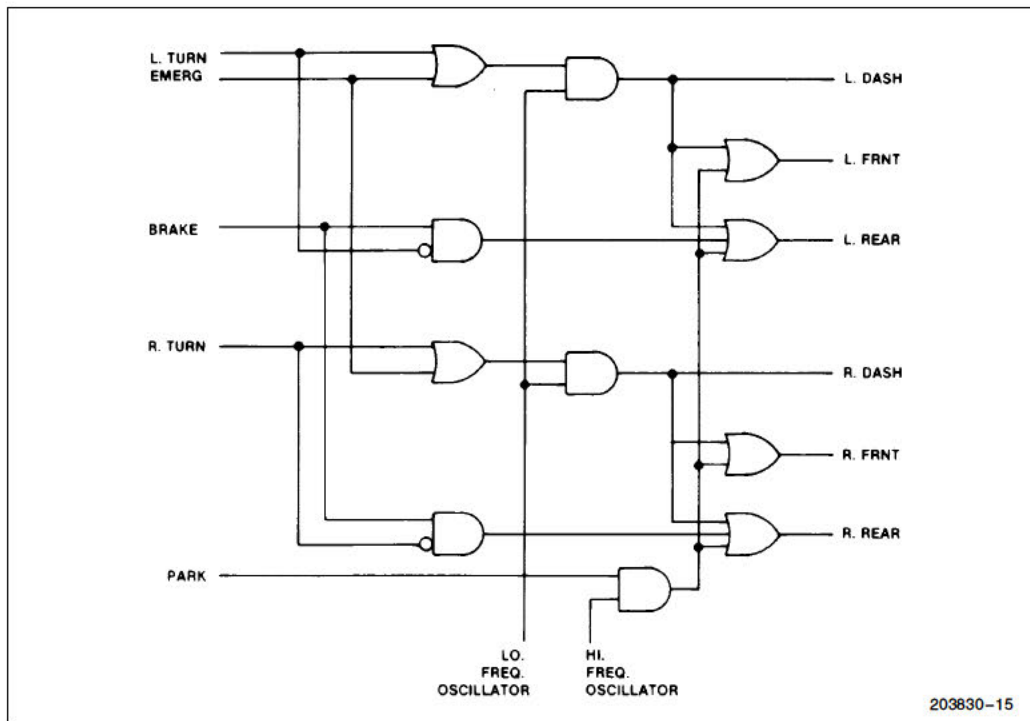 L. TURN
EMERG
L. DASH
L. FRNT
BRAKE
L. REAR
R. TURN
R. DASH
R. FRNT
R. REAR
PARK
LO.
FREQ.
OSCILLATOR
HI.
FREQ.
OSCILLATOR
203830-15